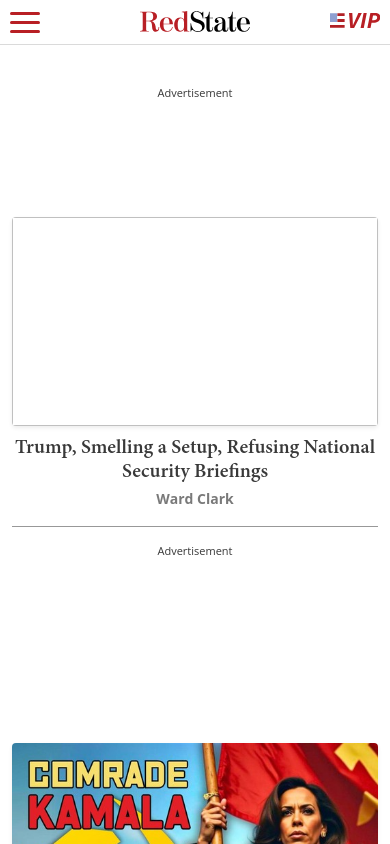 RedState
VIP
Advertisement
Trump, Smelling a Setup, Refusing National
Security Briefings
Ward Clark
Advertisement
COMRADE
KAMALA